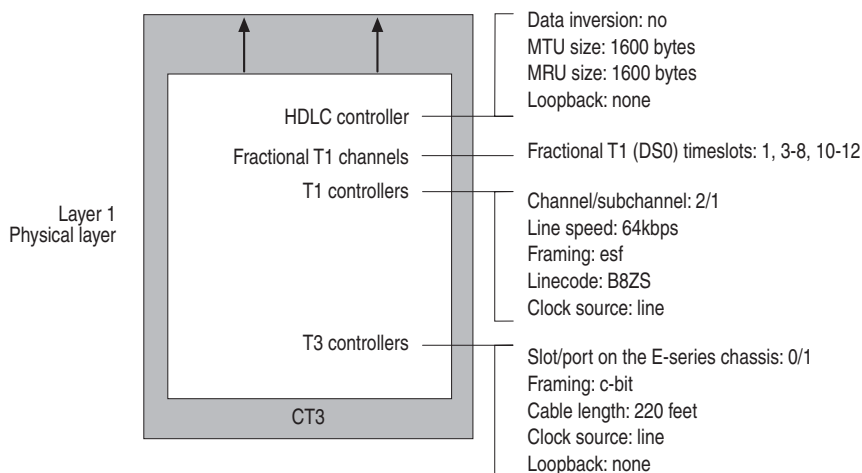 Data inversion: no
MTU size: 1600 bytes
MRU size: 1600 bytes
Loopback: none
HDLC controller
Fractional T1 channels
Fractional T1 (DS0) timeslots: 1, 3-8, 10-12
T1 controllers
Channel/subchannel: 2/1
Line speed: 64kbps
Framing: esf
Linecode: B8ZS
Clock source: line
Layer 1
Physical layer
T3 controllers
Slot/port on the E-series chassis: 0/1
Framing: c-bit
Cable length: 220 feet
Clock source: line
Loopback: none
CT3